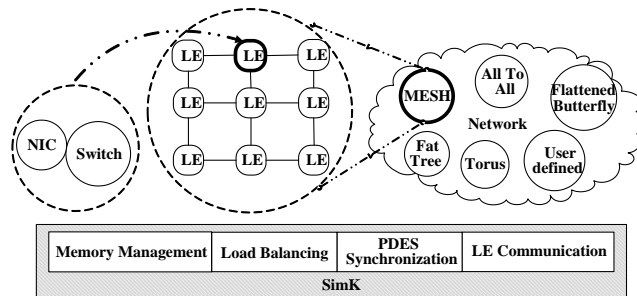 LE LE LE
LE LE LE
LE LE LE
NIC
Switch
MESH
All To
All
Flattened
Butterfly
Network
Fat
Tree
Torus
User
defined
Memory Management
Load Balancing
PDES
Synchronization
LE Communication
SimK